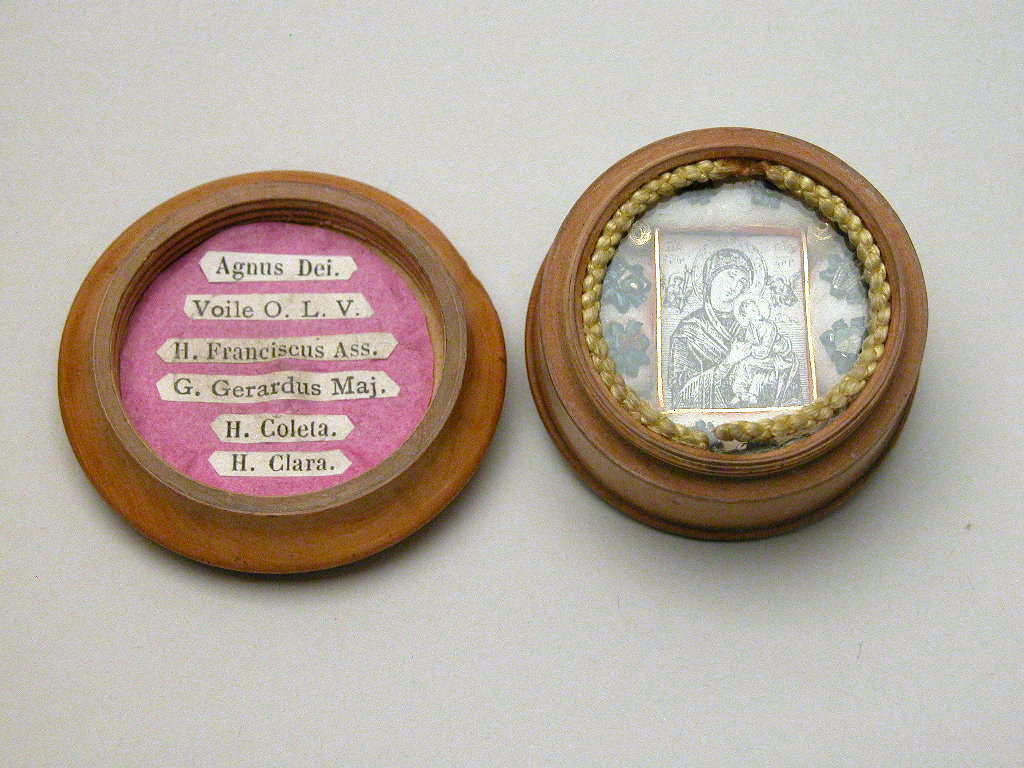 Agnus Dei.
Voile O. L. V.
H. Franciscus Ass.
G. Gerardus Maj.
H. Coleta.
H. Clara.